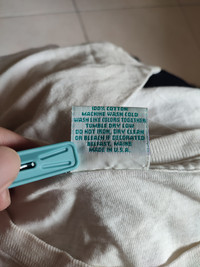 100% COTTON
MACHINE WASH COLD
WASH LIKE COLORS TOGETHER
TUMBLE DRY LOW
DO NOT IRON, DRY CLEAN
OR BLEACH IF DECORATED
BELFAST, MAINE
MADE IN U.S.A.